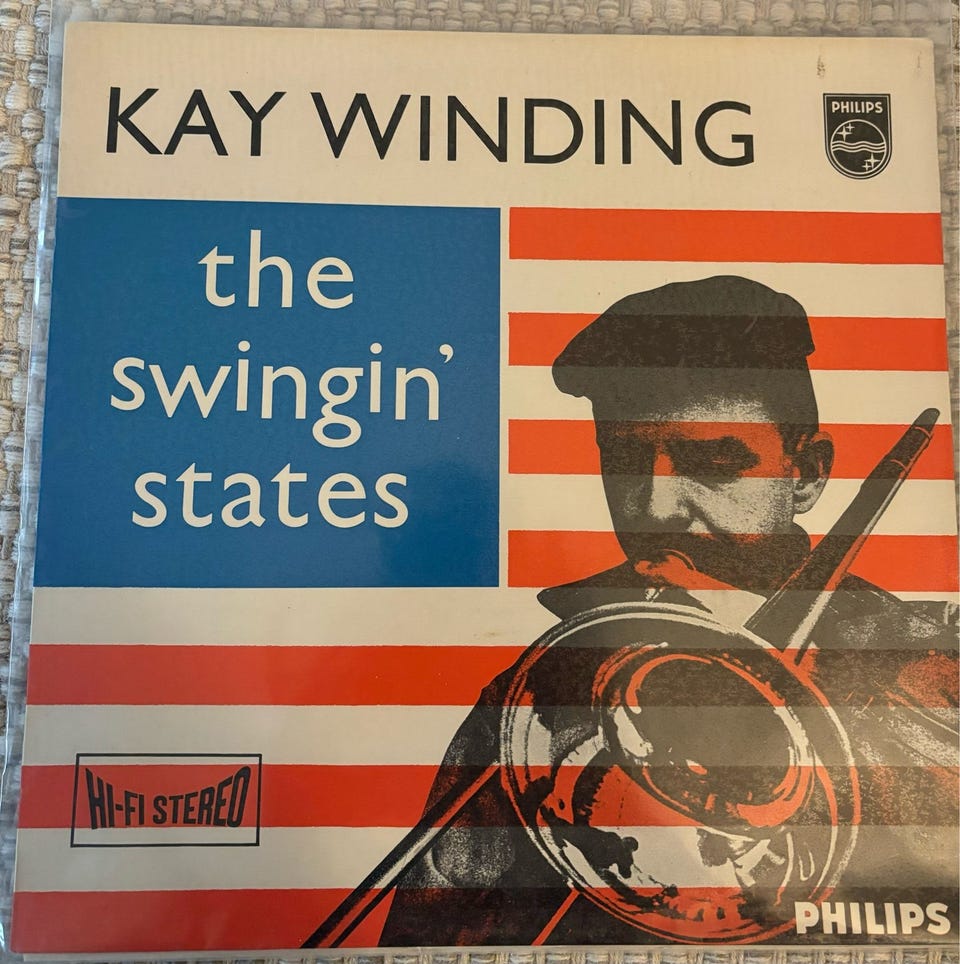 KAY WINDING
PHILIPS
the
swingin’
states
HI-FI STEREO
PHILIPS